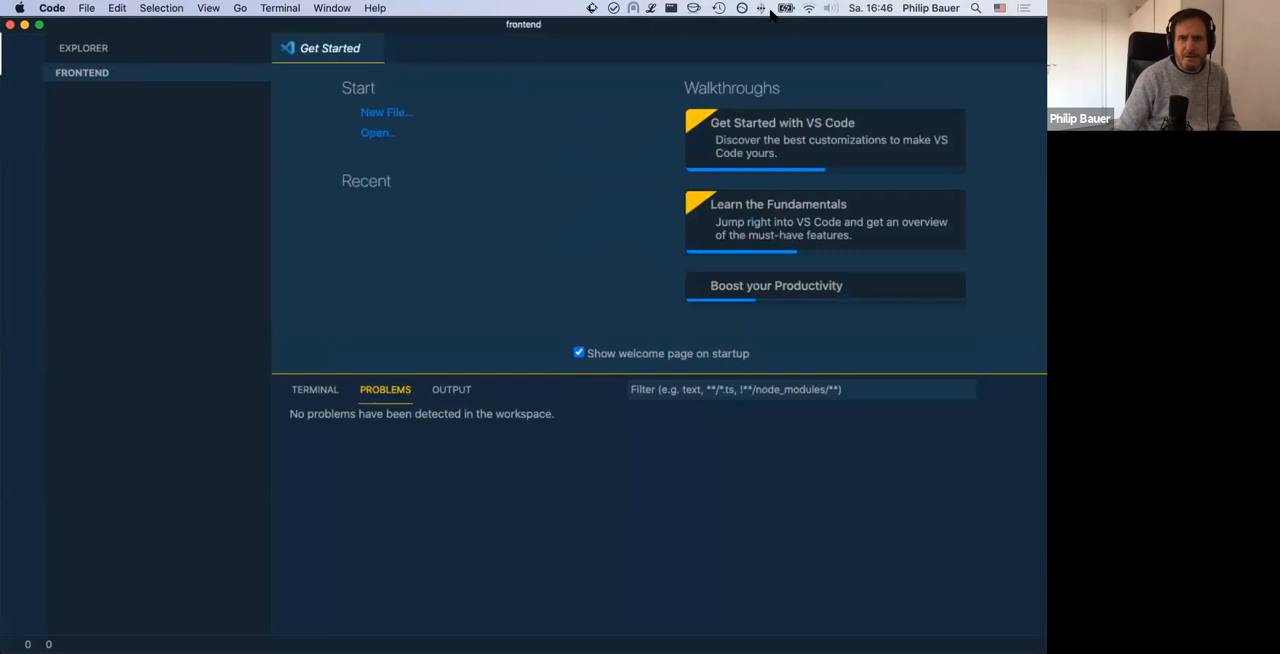 Code File Edit Selection View Go Terminal Window Help Sa. 16:46 Philip Bauer
frontend
EXPLORER
FRONTEND
Get Started
Start
New File...
Open...
Recent
Walkthroughs
Get Started with VS Code
Discover the best customizations to make VS
Code yours.
Learn the Fundamentals
Jump right into VS Code and get an overview
of the must-have features.
Boost your Productivity
Show welcome page on startup
TERMINAL PROBLEMS OUTPUT
Filter (e.g. text, **/*.ts, !**/node_modules/**)
No problems have been detected in the workspace.
0 0
Philip Bauer